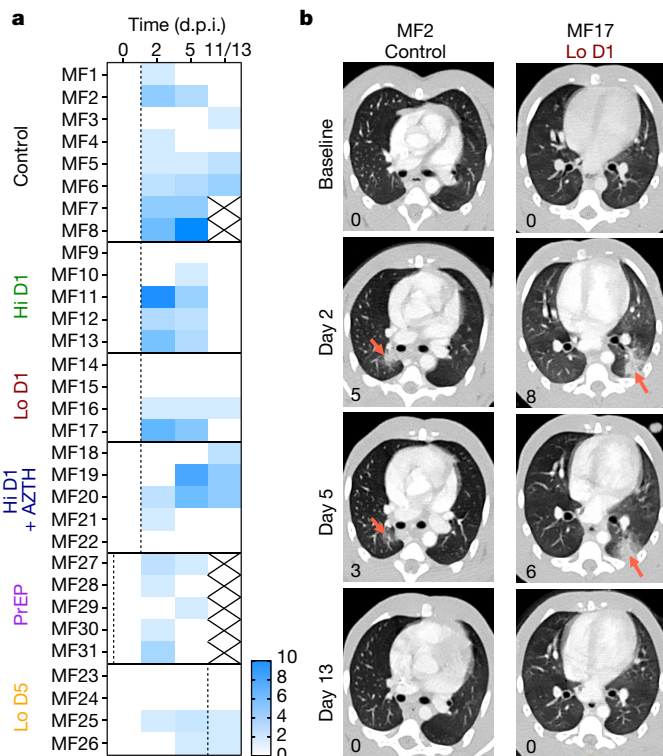 a
Time (d.p.i.)
0 2 5 11/13
Control
MF1
MF2
MF3
MF4
MF5
MF6
MF7
MF8
Hi D1
MF9
MF10
MF11
MF12
MF13
Lo D1
MF14
MF15
MF16
MF17
Hi D1
+ AZTH
MF18
MF19
MF20
MF21
MF22
PrEP
MF27
MF28
MF29
MF30
MF31
Lo D5
MF23
MF24
MF25
MF26
10
8
6
4
2
0
b
MF2 MF17
Control Lo D1
Baseline
0 0
Day 2
5 8
Day 5
3 6
Day 13
0 0